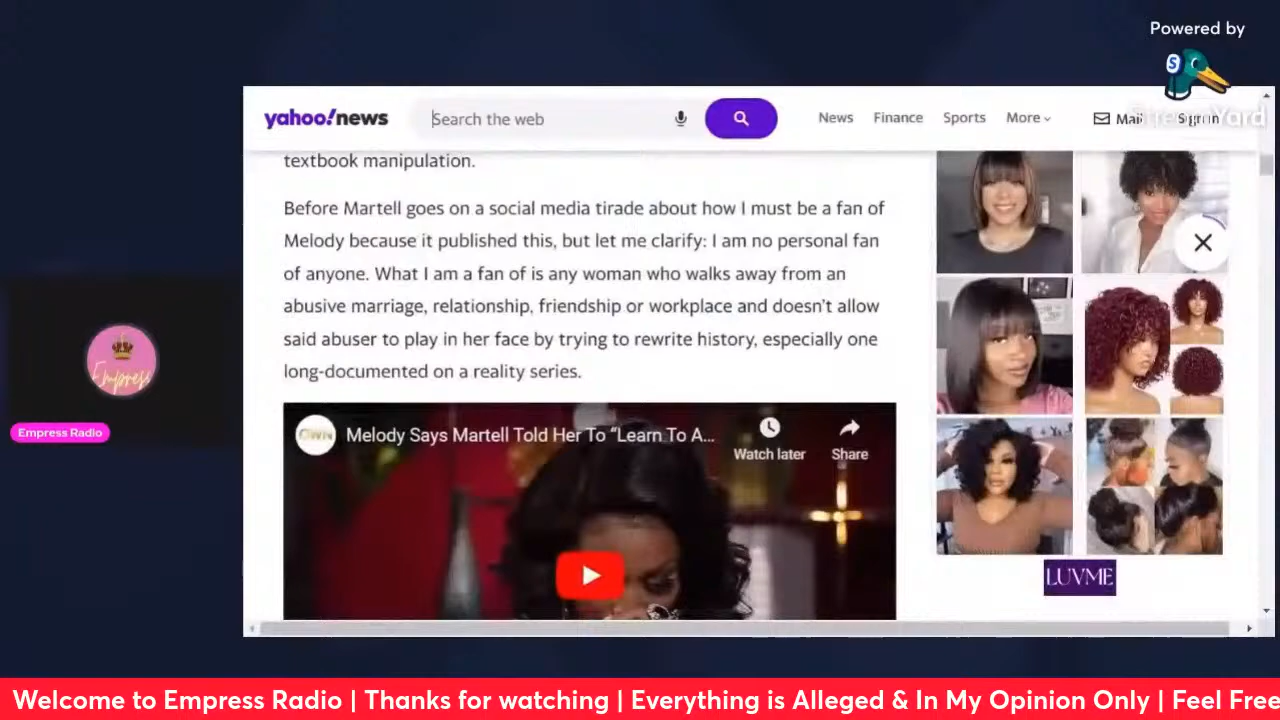 Powered by
StreamYard
yahoo!news
Search the web
News
Finance
Sports
More
Mail
Sign in
textbook manipulation.
Before Martell goes on a social media tirade about how I must be a fan of
Melody because it published this, but let me clarify: I am no personal fan
of anyone. What I am a fan of is any woman who walks away from an
abusive marriage, relationship, friendship or workplace and doesn't allow
said abuser to play in her face by trying to rewrite history, especially one
long-documented on a reality series.
OWN
Melody Says Martell Told Her To “Learn To A...
Watch later
Share
LUVME
Empress
Empress Radio
Welcome to Empress Radio | Thanks for watching | Everything is Alleged & In My Opinion Only | Feel Free